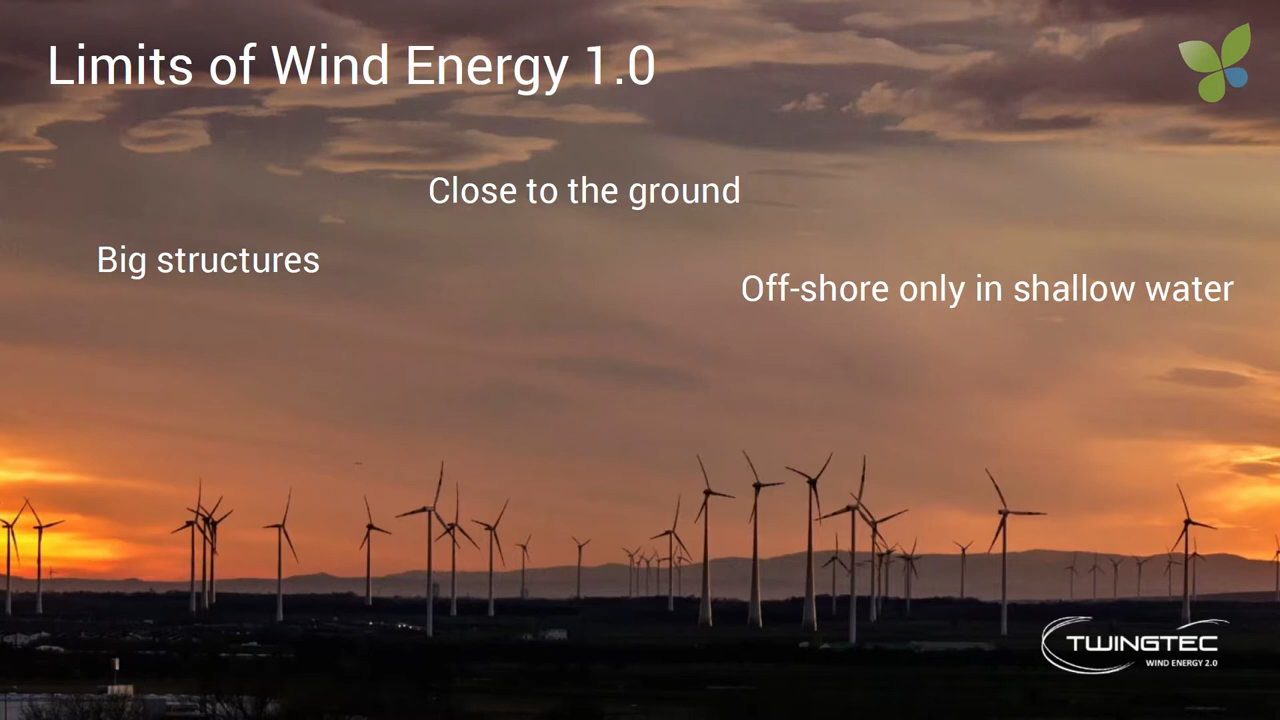 Limits of Wind Energy 1.0
Close to the ground
Big structures
Off-shore only in shallow water
TWINGTEC
WIND ENERGY 2.0